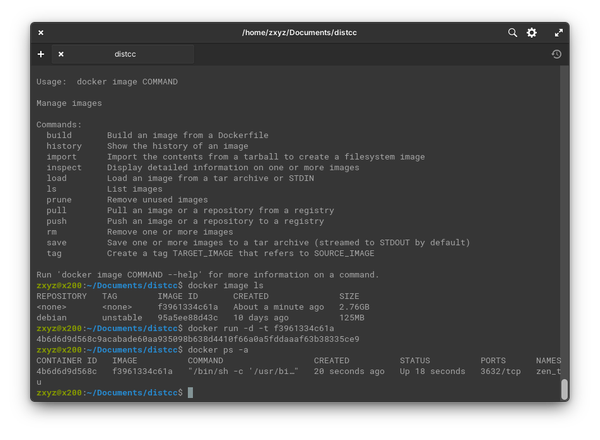 /home/zxyz/Documents/distcc
distcc
Usage:  docker image COMMAND
Manage images
Commands:
  build       Build an image from a Dockerfile
  history     Show the history of an image
  import      Import the contents from a tarball to create a filesystem image
  inspect     Display detailed information on one or more images
  load        Load an image from a tar archive or STDIN
  ls          List images
  prune       Remove unused images
  pull        Pull an image or a repository from a registry
  push        Push an image or a repository to a registry
  rm          Remove one or more images
  save        Save one or more images to a tar archive (streamed to STDOUT by default)
  tag         Create a tag TARGET_IMAGE that refers to SOURCE_IMAGE
Run 'docker image COMMAND --help' for more information on a command.
zxyz@x200:~/Documents/distcc$ docker image ls
REPOSITORY   TAG        IMAGE ID       CREATED              SIZE
<none>       <none>     f3961334c61a   About a minute ago   2.76GB
debian       unstable   95a5ee88d43c   10 days ago          125MB
zxyz@x200:~/Documents/distcc$ docker run -d -t f3961334c61a
4b6d6d9d568c9acabade60aa935098b638d4410f66a0a5fddaaaf63b38335ce9
zxyz@x200:~/Documents/distcc$ docker ps -a
CONTAINER ID   IMAGE          COMMAND                  CREATED          STATUS          PORTS      NAMES
4b6d6d9d568c   f3961334c61a   "/bin/sh -c '/usr/bi…"   20 seconds ago   Up 18 seconds   3632/tcp   zen_t
u
zxyz@x200:~/Documents/distcc$